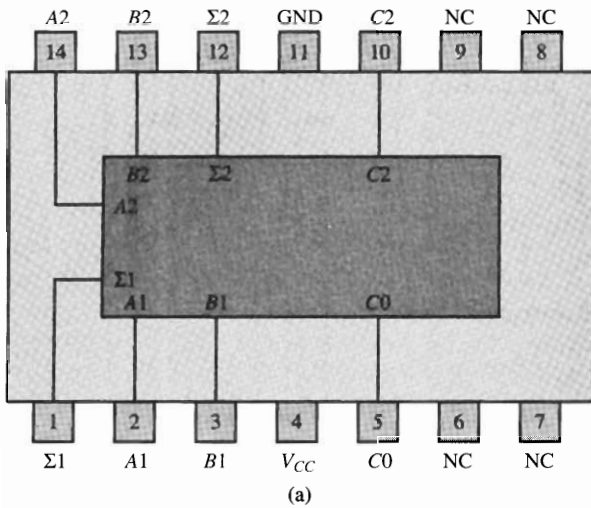 A2 B2 Σ2 GND C2 NC NC
14 13 12 11 10 9 8
B2 Σ2 C2
A2
Σ1
A1 B1 C0
1 2 3 4 5 6 7
Σ1 A1 B1 VCC C0 NC NC
(a)